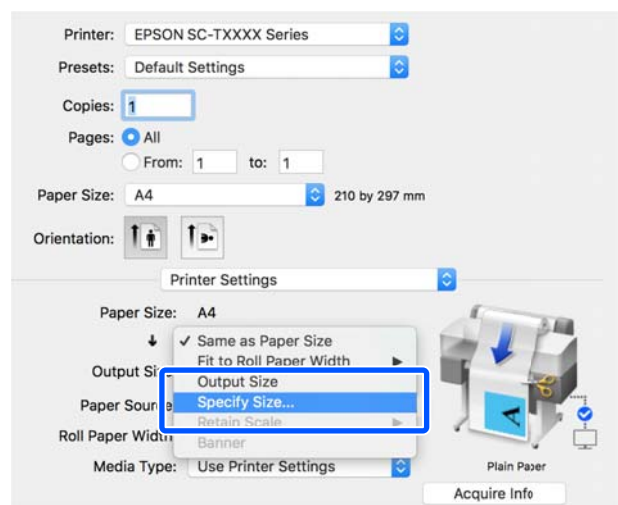 Printer: EPSON SC-TXXXX Series
Presets: Default Settings
Copies: 1
Pages: All
From: 1 to: 1
Paper Size: A4 210 by 297 mm
Orientation:
Printer Settings
Paper Size: A4
✓ Same as Paper Size
Fit to Roll Paper Width
Output Size
Output Siz
Specify Size...
Paper Source
Retain Scale
Roll Paper Width
Banner
Media Type: Use Printer Settings
Plain Paper
Acquire Info